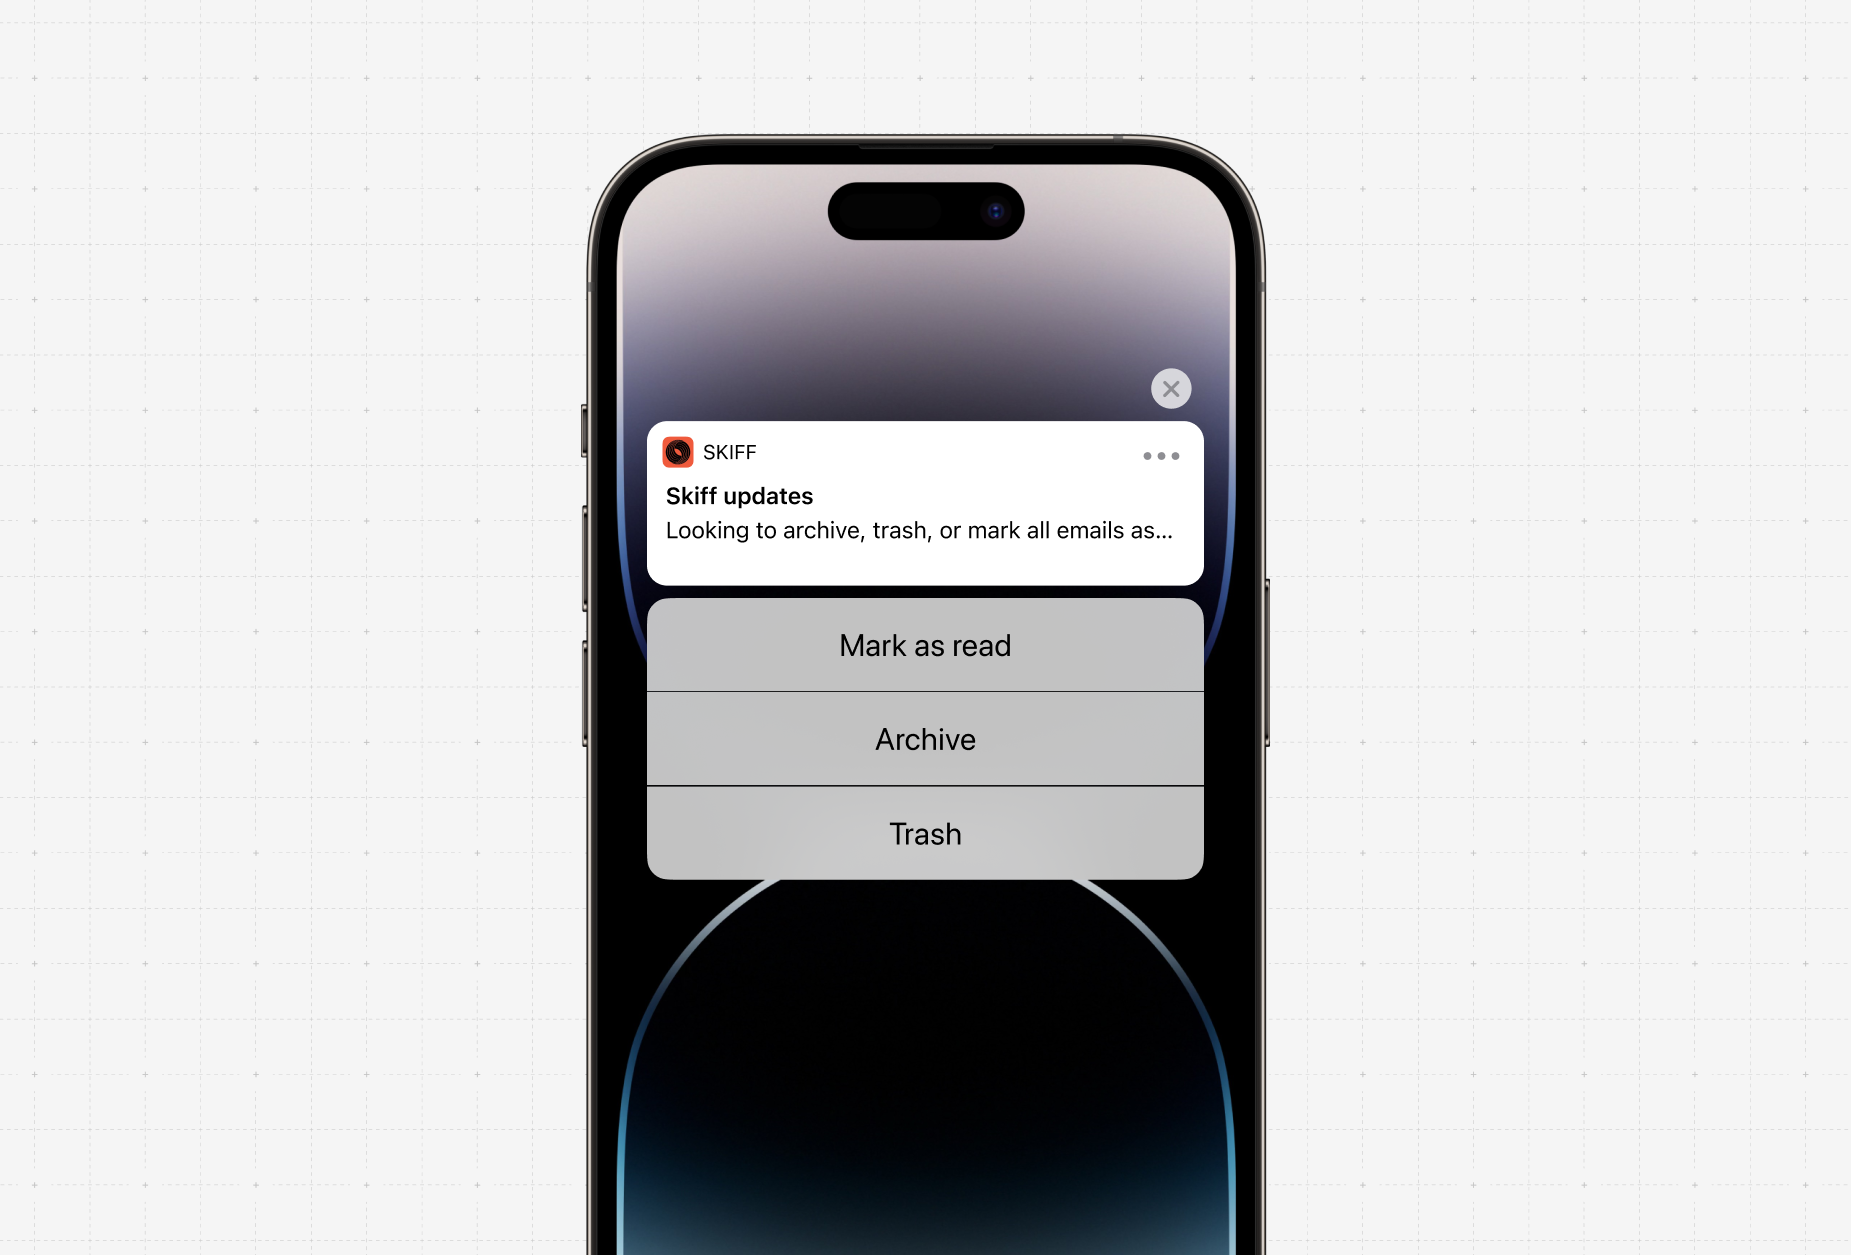 SKIFF
Skiff updates
Looking to archive, trash, or mark all emails as...
Mark as read
Archive
Trash